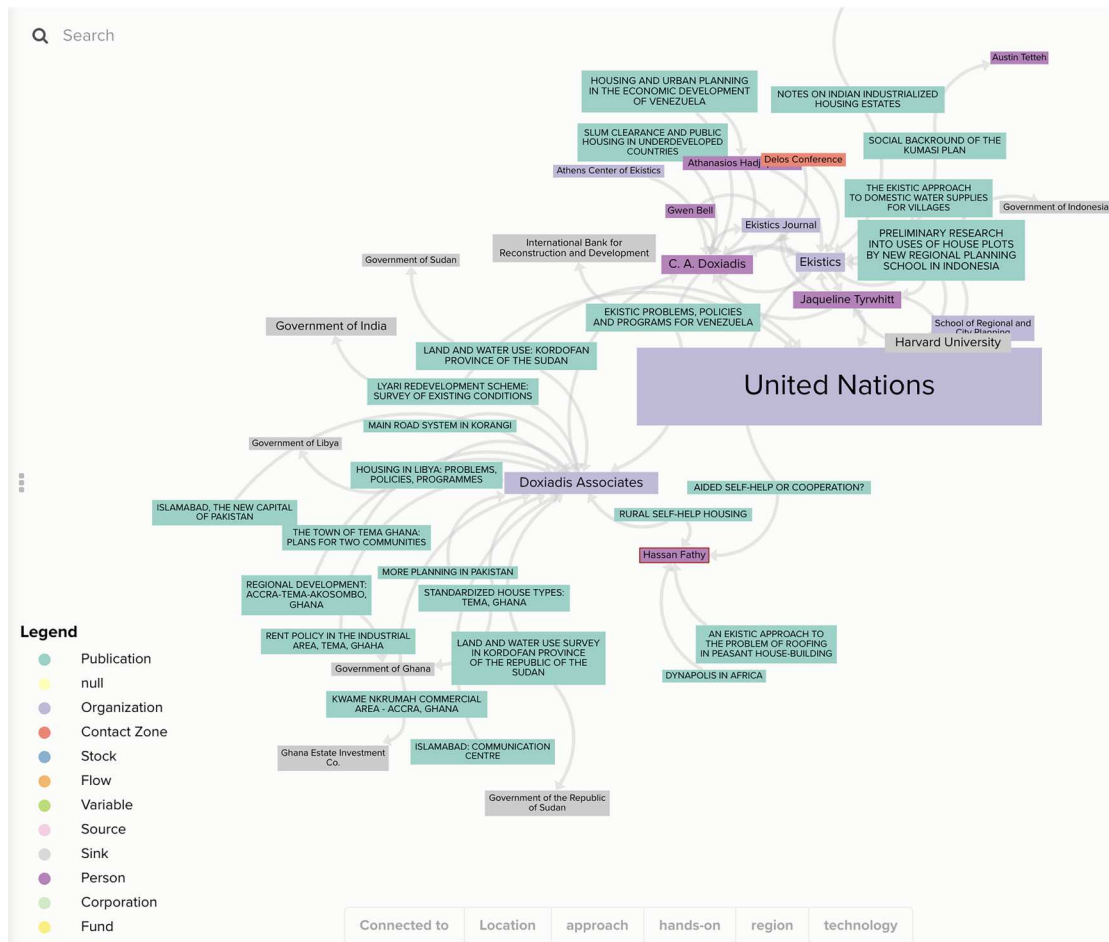 Search
Austin Tetteh
HOUSING AND URBAN PLANNING
IN THE ECONOMIC DEVELOPMENT
OF VENEZUELA
NOTES ON INDIAN INDUSTRIALIZED
HOUSING ESTATES
SLUM CLEARANCE AND PUBLIC
HOUSING IN UNDERDEVELOPED
COUNTRIES
SOCIAL BACKROUND OF THE
KUMASI PLAN
Athanasios Hadj
Delos Conference
Athens Center of Ekistics
THE EKISTIC APPROACH
TO DOMESTIC WATER SUPPLIES
FOR VILLAGES
Government of Indonesia
Gwen Bell
Ekistics Journal
PRELIMINARY RESEARCH
INTO USES OF HOUSE PLOTS
BY NEW REGIONAL PLANNING
SCHOOL IN INDONESIA
International Bank for
Reconstruction and Development
Government of Sudan
C. A. Doxiadis
Ekistics
Jaqueline Tyrwhitt
EKISTIC PROBLEMS, POLICIES
AND PROGRAMS FOR VENEZUELA
Government of India
School of Regional and
City Planning
Harvard University
LAND AND WATER USE: KORDOFAN
PROVINCE OF THE SUDAN
United Nations
LYARI REDEVELOPMENT SCHEME:
SURVEY OF EXISTING CONDITIONS
MAIN ROAD SYSTEM IN KORANGI
Government of Libya
HOUSING IN LIBYA: PROBLEMS,
POLICIES, PROGRAMMES
Doxiadis Associates
AIDED SELF-HELP OR COOPERATION?
ISLAMABAD, THE NEW CAPITAL
OF PAKISTAN
RURAL SELF-HELP HOUSING
THE TOWN OF TEMA GHANA:
PLANS FOR TWO COMMUNITIES
Hassan Fathy
MORE PLANNING IN PAKISTAN
REGIONAL DEVELOPMENT:
ACCRA-TEMA-AKOSOMBO,
GHANA
STANDARDIZED HOUSE TYPES:
TEMA, GHANA
RENT POLICY IN THE INDUSTRIAL
AREA, TEMA, GHAHA
LAND AND WATER USE SURVEY
IN KORDOFAN PROVINCE
OF THE REPUBLIC OF THE
SUDAN
AN EKISTIC APPROACH TO
THE PROBLEM OF ROOFING
IN PEASANT HOUSE-BUILDING
Government of Ghana
DYNAPOLIS IN AFRICA
KWAME NKRUMAH COMMERCIAL
AREA - ACCRA, GHANA
Ghana Estate Investment
Co.
ISLAMABAD: COMMUNICATION
CENTRE
Government of the Republic
of Sudan
Legend
Publication
null
Organization
Contact Zone
Stock
Flow
Variable
Source
Sink
Person
Corporation
Fund
Connected to
Location
approach
hands-on
region
technology